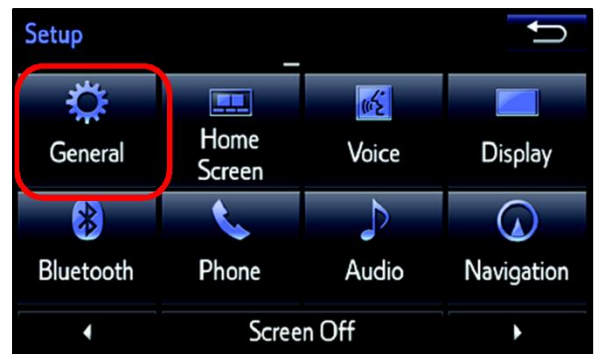 Setup
General
Home
Screen
Voice
Display
Bluetooth
Phone
Audio
Navigation
Screen Off